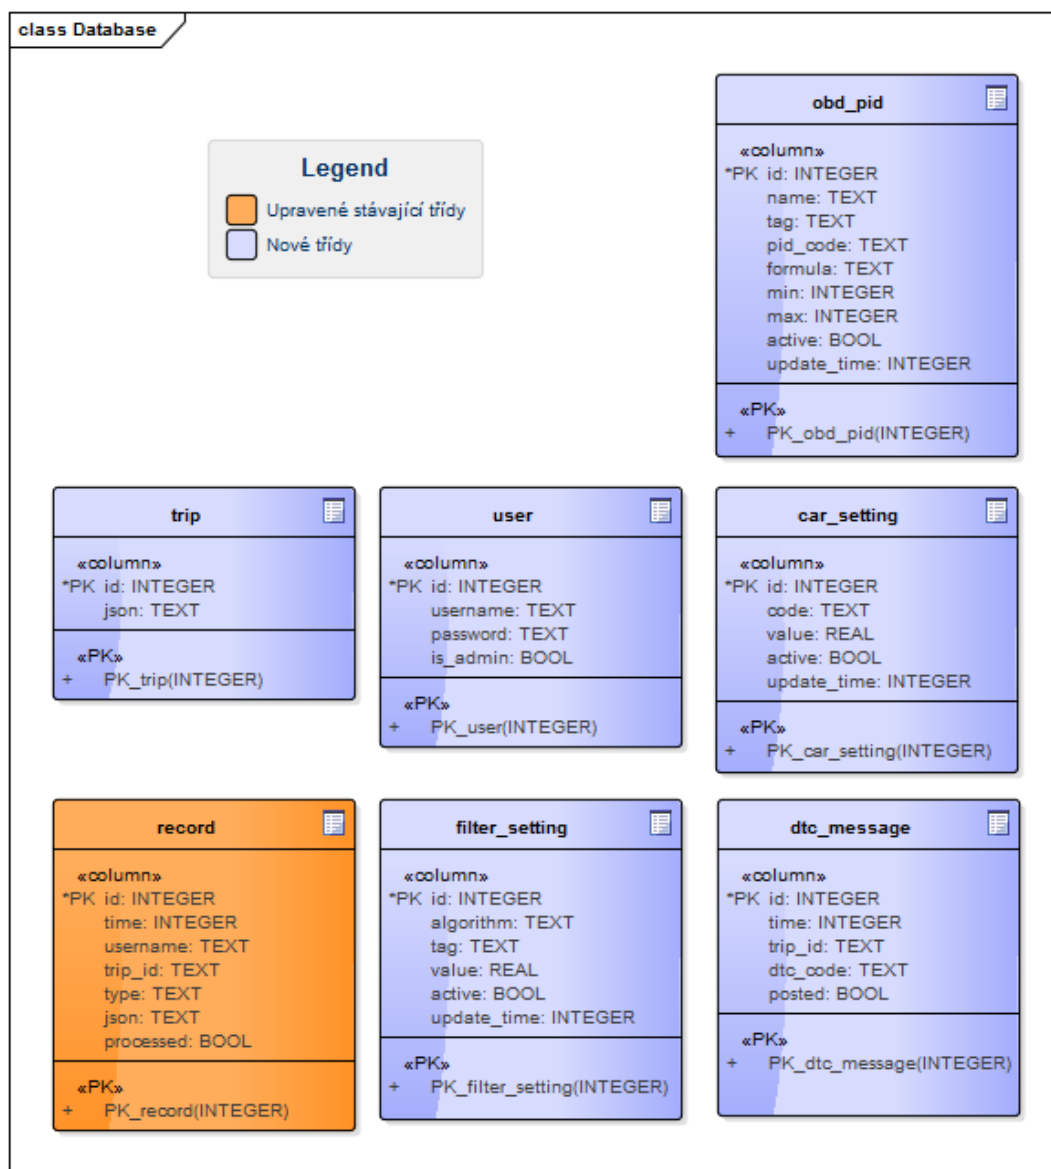 class Database
obd_pid
«column»
*PK id: INTEGER
name: TEXT
tag: TEXT
pid_code: TEXT
formula: TEXT
min: INTEGER
max: INTEGER
active: BOOL
update_time: INTEGER
«PK»
+ PK_obd_pid(INTEGER)
Legend
Upravené stávající třídy
Nové třídy
trip
«column»
*PK id: INTEGER
json: TEXT
«PK»
+ PK_trip(INTEGER)
user
«column»
*PK id: INTEGER
username: TEXT
password: TEXT
is_admin: BOOL
«PK»
+ PK_user(INTEGER)
car_setting
«column»
*PK id: INTEGER
code: TEXT
value: REAL
active: BOOL
update_time: INTEGER
«PK»
+ PK_car_setting(INTEGER)
record
«column»
*PK id: INTEGER
time: INTEGER
username: TEXT
trip_id: TEXT
type: TEXT
json: TEXT
processed: BOOL
«PK»
+ PK_record(INTEGER)
filter_setting
«column»
*PK id: INTEGER
algorithm: TEXT
tag: TEXT
value: REAL
active: BOOL
update_time: INTEGER
«PK»
+ PK_filter_setting(INTEGER)
dtc_message
«column»
*PK id: INTEGER
time: INTEGER
trip_id: TEXT
dtc_code: TEXT
posted: BOOL
«PK»
+ PK_dtc_message(INTEGER)